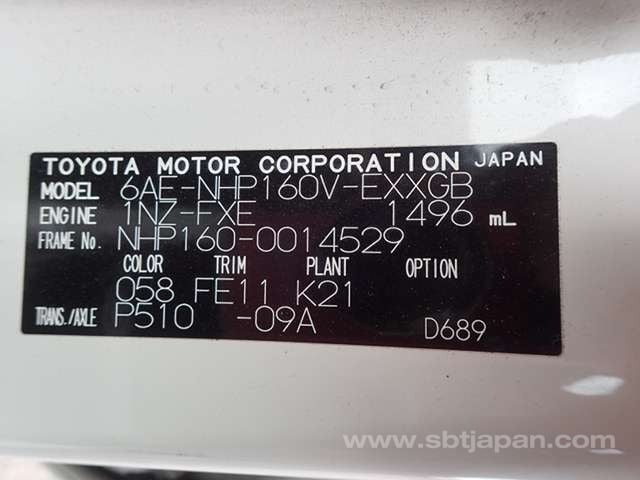 TOYOTA MOTOR CORPORATION JAPAN
MODEL 6AE-NHP160V-EXXGB
ENGINE 1NZ-FXE 1496 mL
FRAME No. NHP160-0014529
COLOR TRIM PLANT OPTION
058 FE11 K21
TRANS./AXLE P510 -09A D689
www.sbtjapan.com